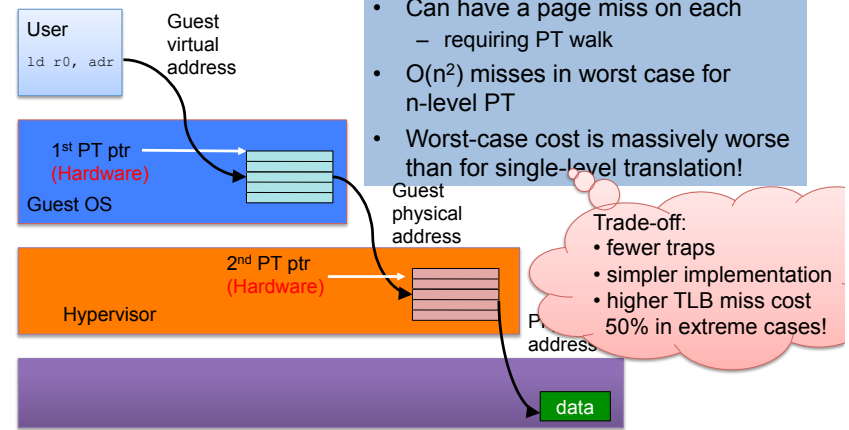 User
ld r0, adr
Guest
virtual
address
• Can have a page miss on each
– requiring PT walk
• O(n²) misses in worst case for
n-level PT
• Worst-case cost is massively worse
than for single-level translation!
1st PT ptr
(Hardware)
Guest OS
Guest
physical
address
Trade-off:
• fewer traps
• simpler implementation
• higher TLB miss cost
50% in extreme cases!
2nd PT ptr
(Hardware)
Hypervisor
address
data